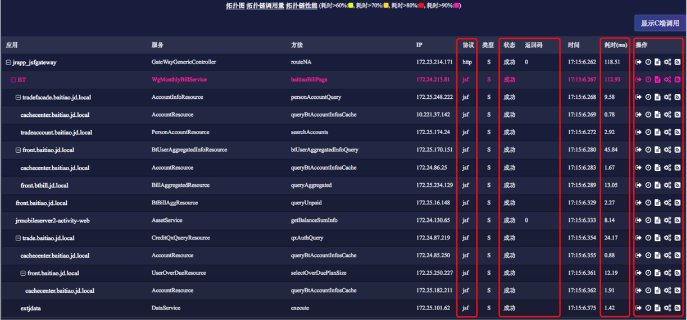 拓扑图 拓扑链调用量 拓扑链性能 (耗时>60%: 耗时>70%: 耗时>80%: 耗时>90%: )
显示C端调用
应用 服务 方法 IP 协议 类型 状态 返回码 时间 耗时(ms) 操作
jrapp_jsfgateway GateWayGenericController routeNA 172.23.214.171 http S 成功 0 17:15:6.262 118.51
BT WgMonthlyBillService baitiaoBillPage 172.24.213.81 jsf S 成功 17:15:6.267 112.93
tradefacade.baitiao.jd.local AccountInfoResource personAccountQuery 172.25.248.222 jsf S 成功 17:15:6.268 9.58
cachecenter.baitiao.jd.local AccountResource queryBtAccountInfosCache 10.221.37.142 jsf S 成功 17:15:6.269 0.78
tradeaccount.baitiao.jd.local PersonAccountResource searchAccounts 172.25.174.24 jsf S 成功 17:15:6.272 2.92
front.baitiao.jd.local BtUserAggregatedInfoResource btUserAggregatedInfoQuery 172.25.170.151 jsf S 成功 17:15:6.280 45.84
cachecenter.baitiao.jd.local AccountResource queryBtAccountInfosCache 172.24.86.25 jsf S 成功 17:15:6.283 1.67
front.btbill.jd.local BillAggregatedResource queryAggregated 172.25.234.129 jsf S 成功 17:15:6.289 13.05
front.baitiao.jd.local BtBillAggResource queryUnpaid 172.25.16.148 jsf S 成功 17:15:6.329 2.27
jrmobileserver2-activity-web AssetService getBalanceSumInfo 172.24.130.65 jsf S 成功 0 17:15:6.333 8.14
trade.baitiao.jd.local CreditQxQueryResource qxAuthQuery 172.24.87.219 jsf S 成功 17:15:6.354 24.17
cachecenter.baitiao.jd.local AccountResource queryBtAccountInfosCache 172.24.85.250 jsf S 成功 17:15:6.355 0.88
front.baitiao.jd.local UserOverDueResource selectOverDuePlanSize 172.25.250.227 jsf S 成功 17:15:6.361 12.19
cachecenter.baitiao.jd.local AccountResource queryBtAccountInfosCache 172.25.182.211 jsf S 成功 17:15:6.362 1.91
extjdata DataService execute 172.25.101.62 jsf S 成功 17:15:6.373 1.42